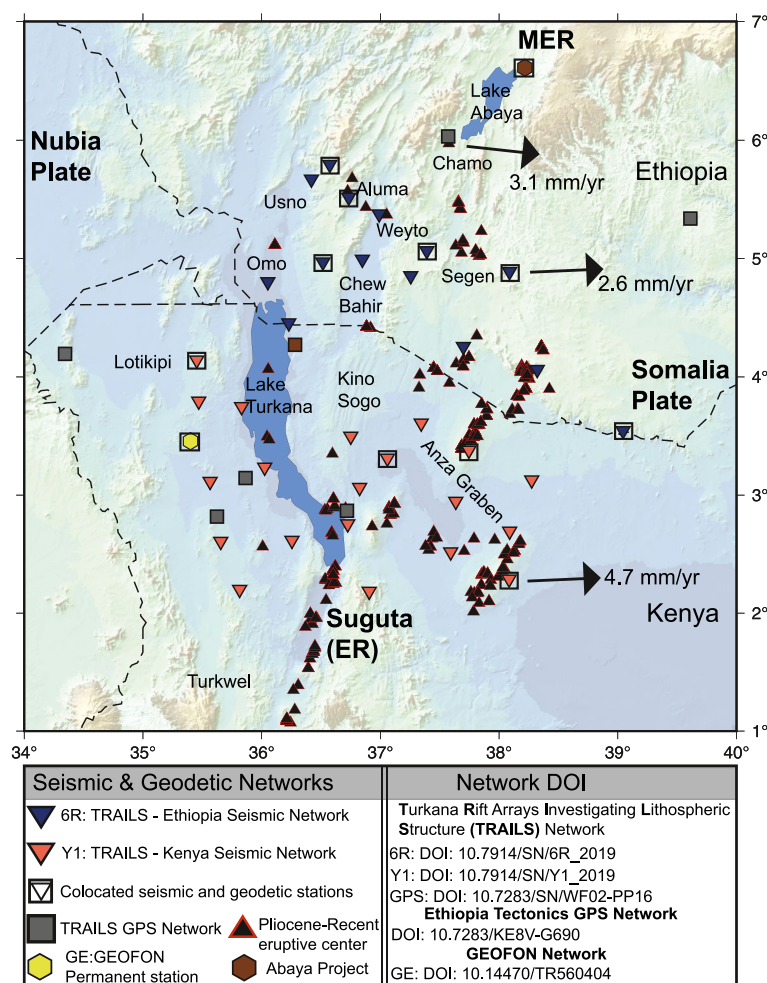 MER
7°
Lake
Abaya
Nubia
Plate
6°
Chamo
Ethiopia
3.1 mm/yr
Usno
Aluma
Weyto
Omo
Segen
5°
2.6 mm/yr
Chew
Bahir
Lotikipi
Lake
Turkana
Kino
Sogo
Somalia
Plate
4°
Anza Graben
3°
4.7 mm/yr
Suguta
(ER)
Kenya
2°
Turkwel
1°
34° 35° 36° 37° 38° 39° 40°
Seismic & Geodetic Networks
6R: TRAILS - Ethiopia Seismic Network
Y1: TRAILS - Kenya Seismic Network
Colocated seismic and geodetic stations
TRAILS GPS Network
Pliocene-Recent
eruptive center
GE:GEOFON
Permanent station
Abaya Project
Network DOI
Turkana Rift Arrays Investigating Lithospheric
Structure (TRAILS) Network
6R: DOI: 10.7914/SN/6R_2019
Y1: DOI: 10.7914/SN/Y1_2019
GPS: DOI: 10.7283/SN/WF02-PP16
Ethiopia Tectonics GPS Network
DOI: 10.7283/KE8V-G690
GEOFON Network
GE: DOI: 10.14470/TR560404